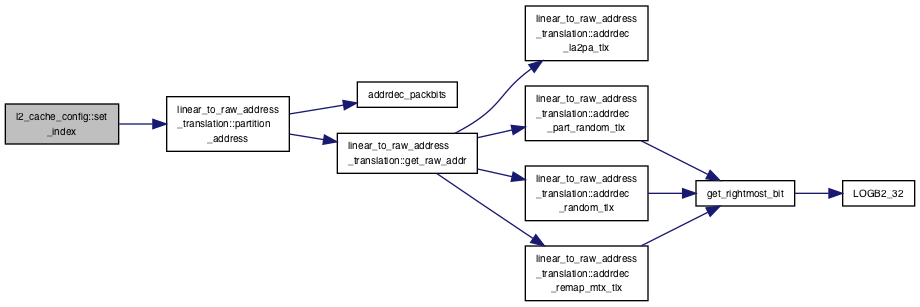 l2_cache_config::set
_index
linear_to_raw_address
_translation::partition
_address
addrdec_packbits
linear_to_raw_address
_translation::get_raw_addr
linear_to_raw_address
_translation::addrdec
_la2pa_tlx
linear_to_raw_address
_translation::addrdec
_part_random_tlx
linear_to_raw_address
_translation::addrdec
_random_tlx
linear_to_raw_address
_translation::addrdec
_remap_mtx_tlx
get_rightmost_bit
LOGB2_32